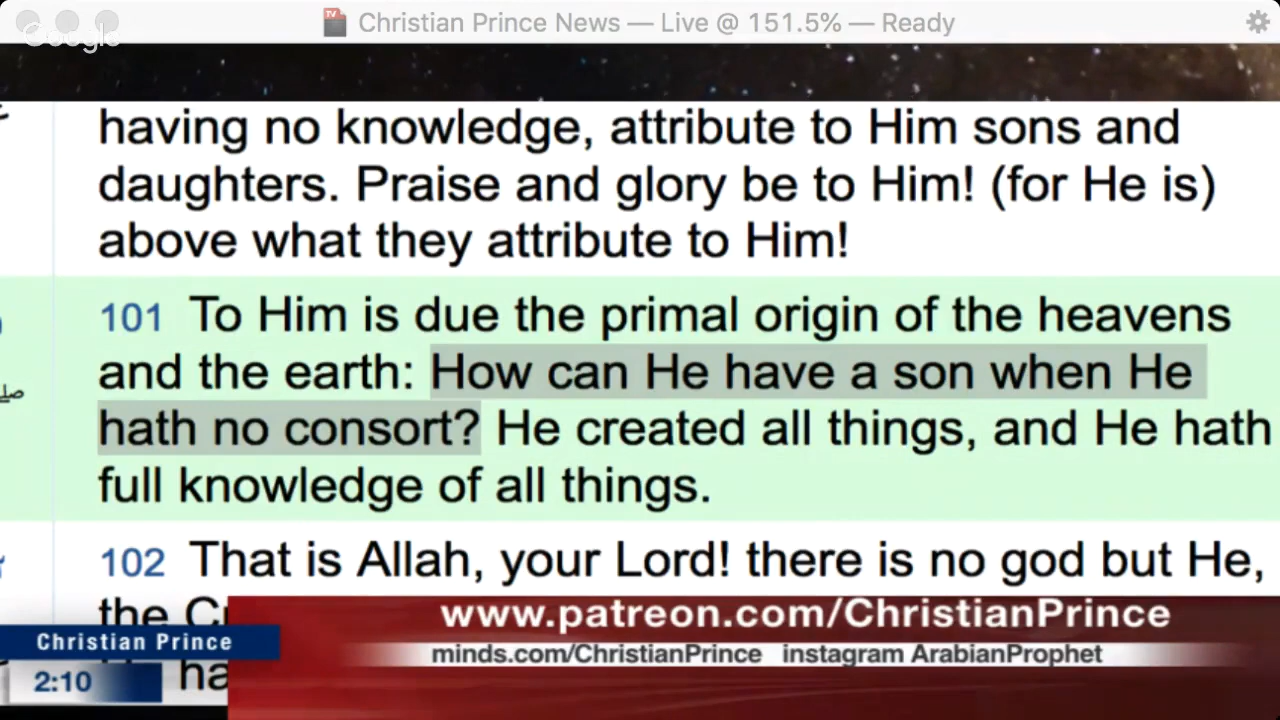 Christian Prince News — Live @ 151.5% — Ready
Google
having no knowledge, attribute to Him sons and
daughters. Praise and glory be to Him! (for He is)
above what they attribute to Him!
101 To Him is due the primal origin of the heavens
and the earth: How can He have a son when He
hath no consort? He created all things, and He hath
full knowledge of all things.
صلے
102 That is Allah, your Lord! there is no god but He,
the
www.patreon.com/ChristianPrince
Christian Prince
minds.com/ChristianPrince instagram ArabianProphet
2:10